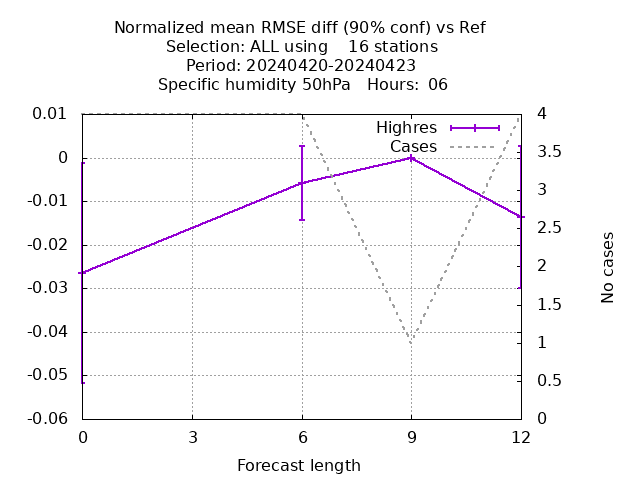 Normalized mean RMSE diff (90% conf) vs Ref
Selection: ALL using    16 stations
Period: 20240420-20240423
Specific humidity 50hPa   Hours:  06
0.01
0
-0.01
-0.02
-0.03
-0.04
-0.05
-0.06
Highres
Cases
4
3.5
3
2.5
2
1.5
1
0.5
0
No cases
0 3 6 9 12
Forecast length